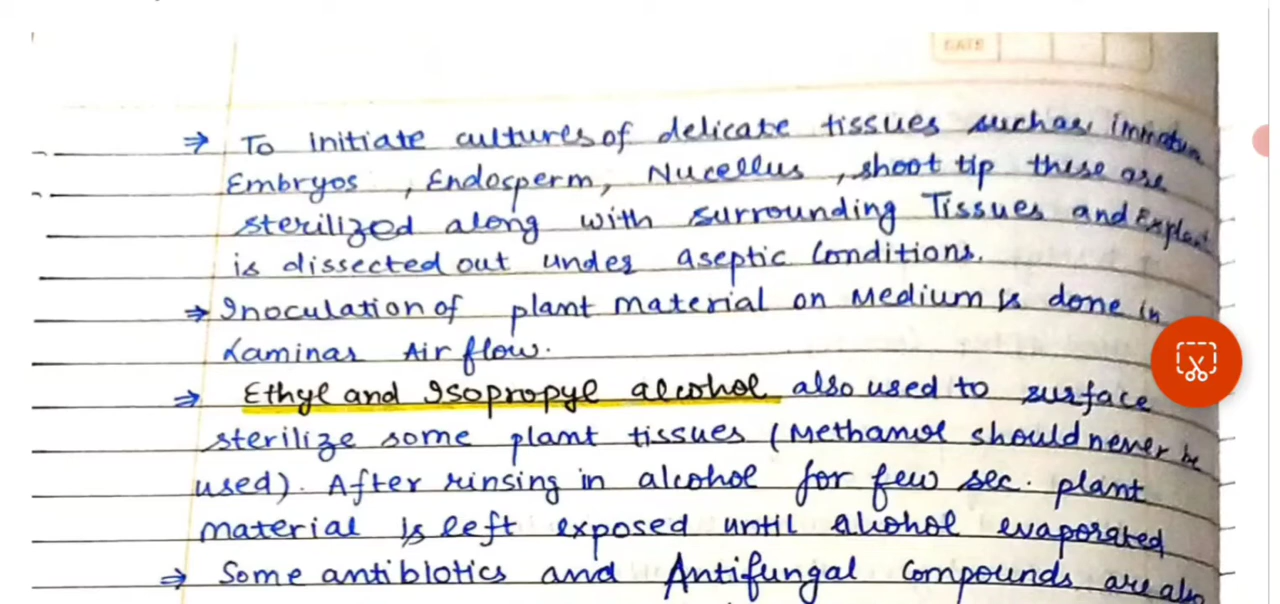 DATE
⇒ To initiate cultures of delicate tissues such as immature
Embryos, Endosperm, Nucellus, shoot tip these are
sterilized along with surrounding Tissues and Explant
is dissected out under aseptic Conditions.
⇒ Inoculation of plant material on Medium is done in
Laminar Air flow.
⇒ Ethyl and Isopropyl alcohol also used to surface
sterilize some plant tissues (Methanol should never be
used). After rinsing in alcohol for few sec. plant
material is left exposed until alcohol evaporated
⇒ Some antibiotics and Antifungal Compounds are also